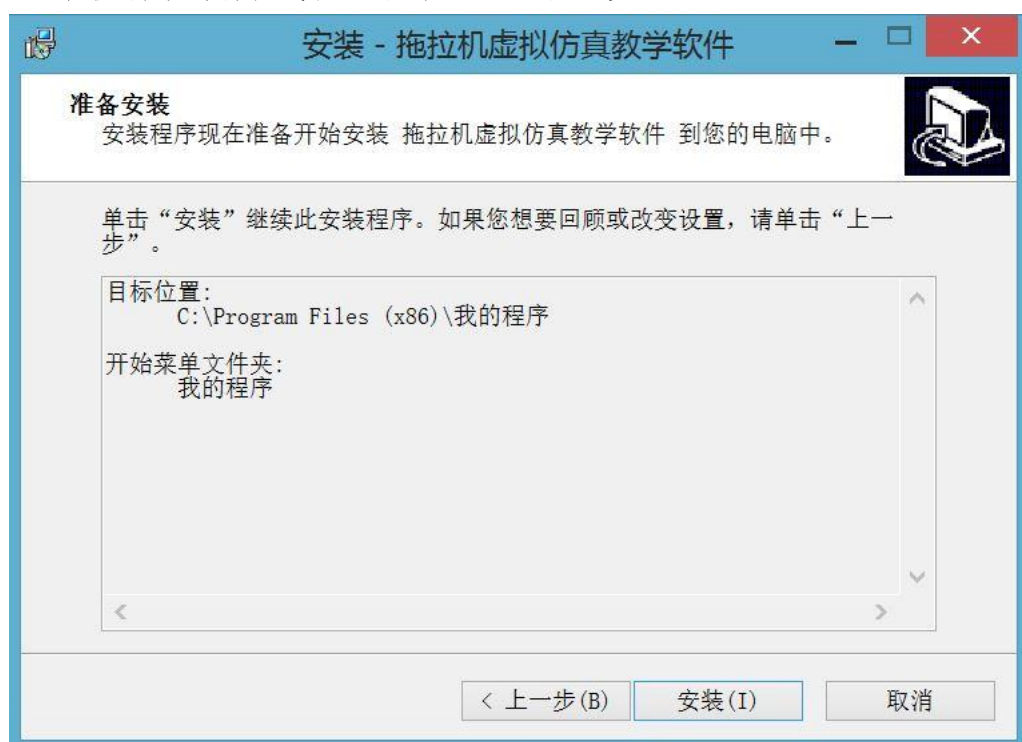 安装 - 拖拉机虚拟仿真教学软件
准备安装
安装程序现在准备开始安装 拖拉机虚拟仿真教学软件 到您的电脑中。
单击“安装”继续此安装程序。如果您想要回顾或改变设置，请单击“上一
步”。
目标位置:
C:\Program Files (x86)\我的程序
开始菜单文件夹:
我的程序
< 上一步(B) 安装(I) 取消